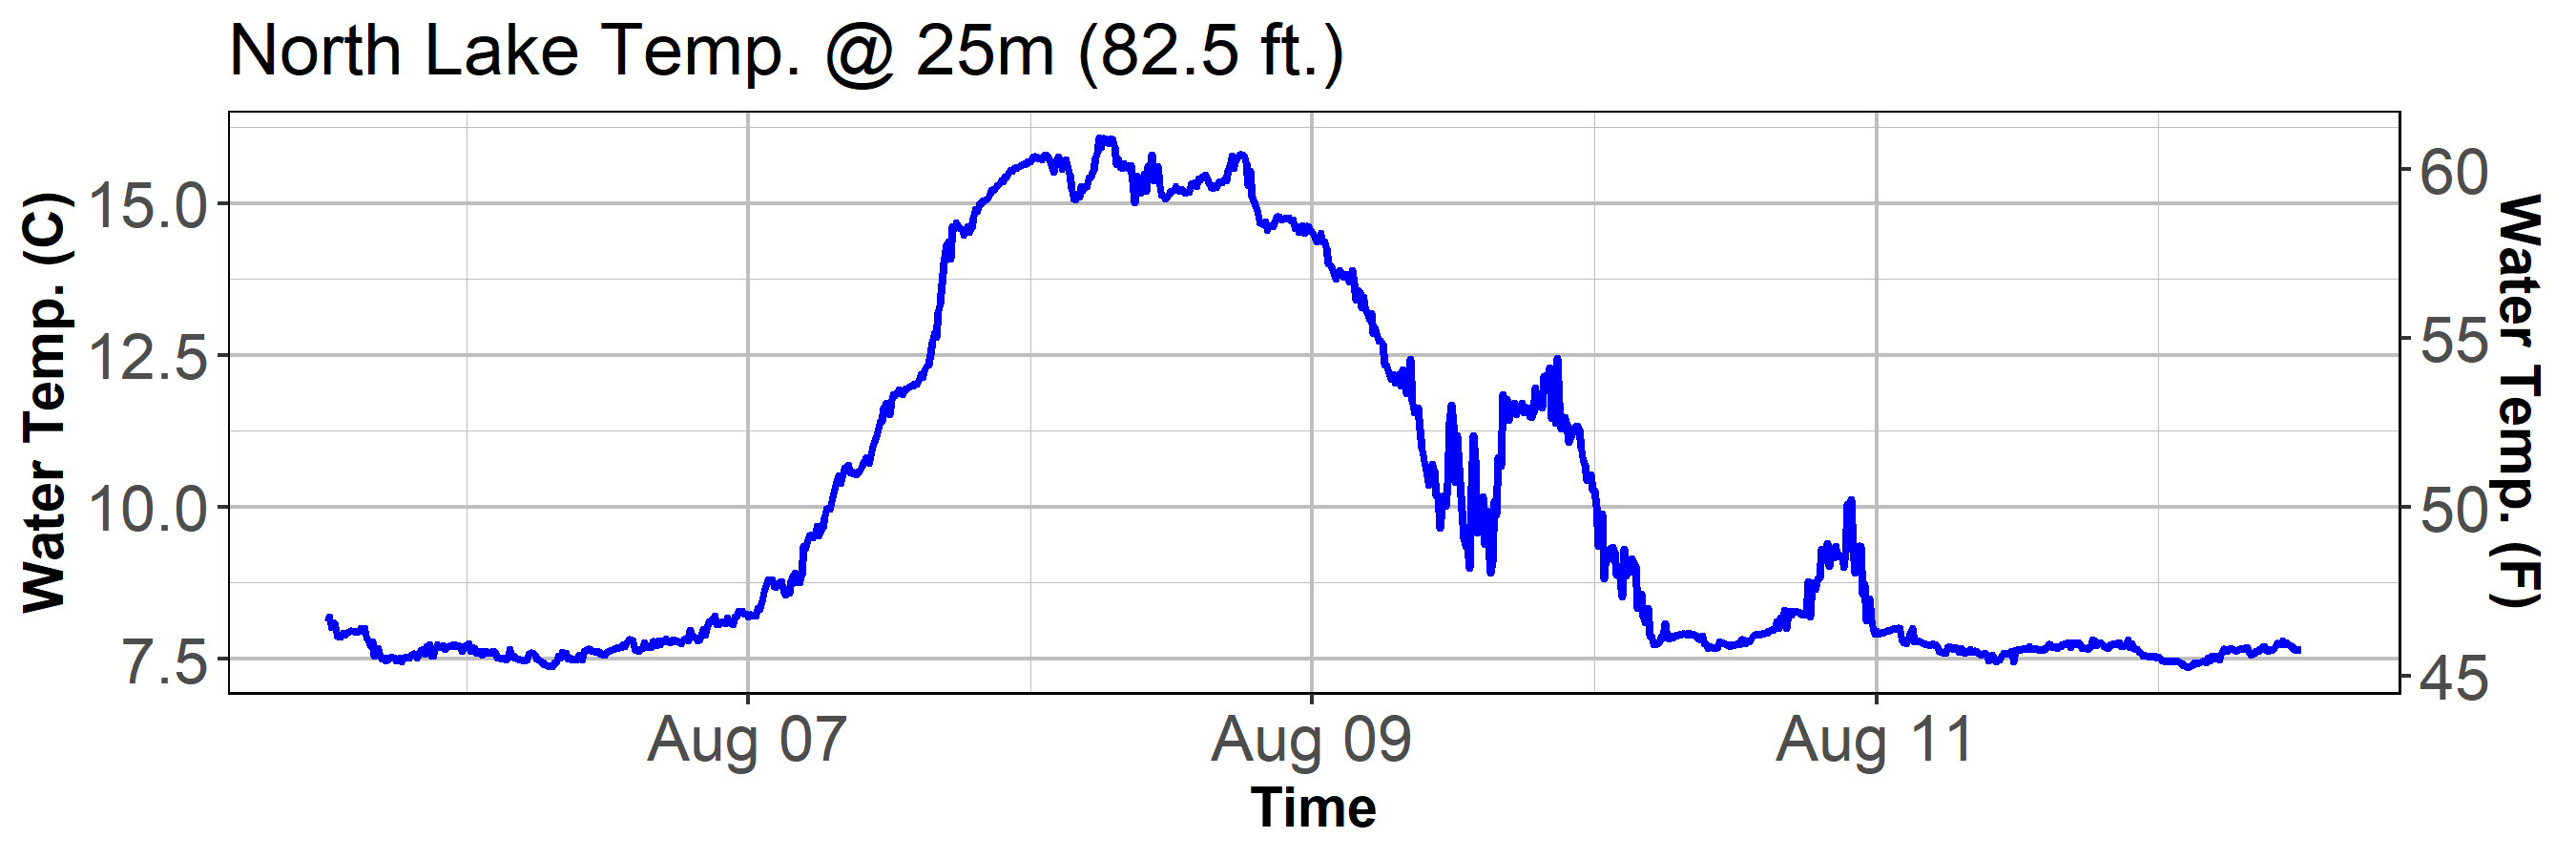 North Lake Temp. @ 25m (82.5 ft.)
Water Temp. (C)
15.0
12.5
10.0
7.5
60
55
50
45
Water Temp. (F)
Aug 07 Aug 09 Aug 11
Time